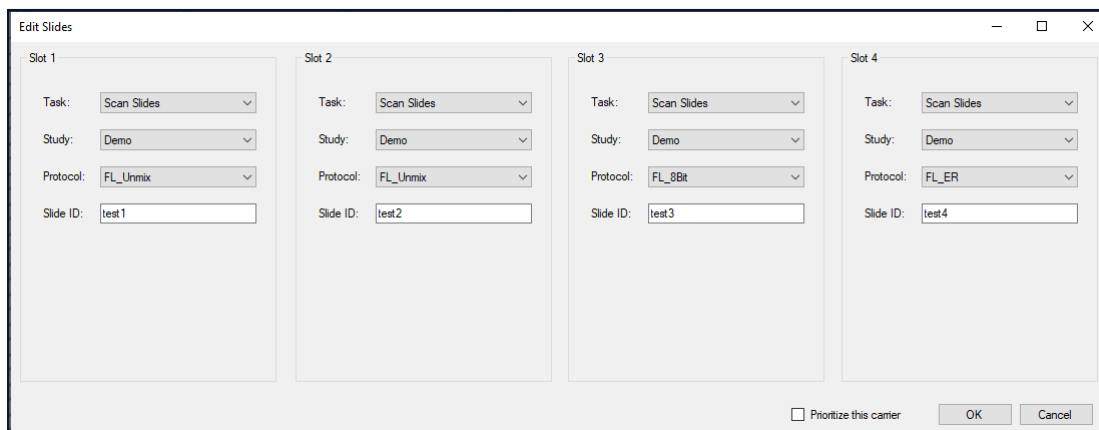 Edit Slides
Slot 1
Task: Scan Slides
Study: Demo
Protocol: FL_Unmix
Slide ID: test1
Slot 2
Task: Scan Slides
Study: Demo
Protocol: FL_Unmix
Slide ID: test2
Slot 3
Task: Scan Slides
Study: Demo
Protocol: FL_8Bit
Slide ID: test3
Slot 4
Task: Scan Slides
Study: Demo
Protocol: FL_ER
Slide ID: test4
Prioritize this carrier
OK
Cancel